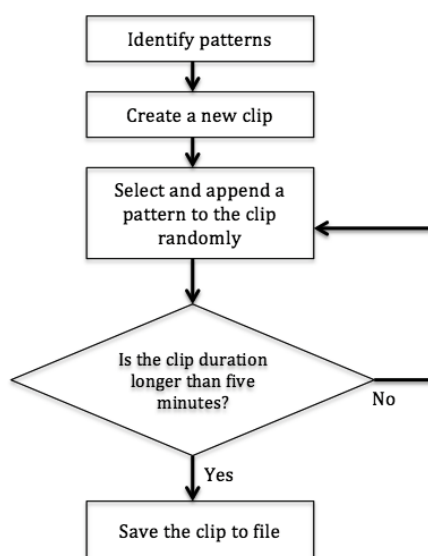 Identify patterns
Create a new clip
Select and append a
pattern to the clip
randomly
Is the clip duration
longer than five
minutes?
No
Yes
Save the clip to file